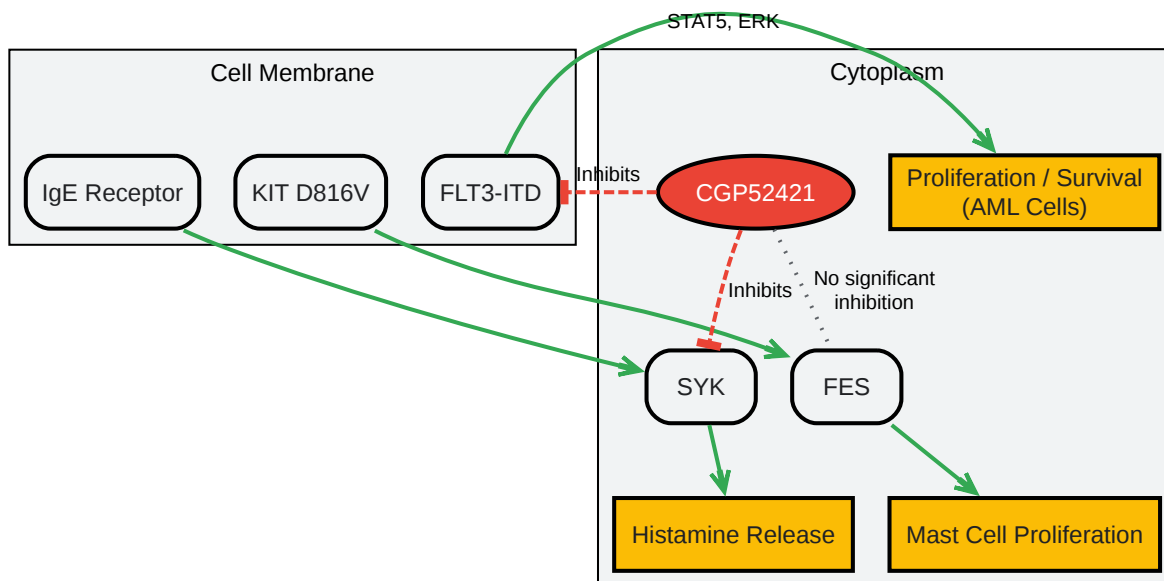 STAT5, ERK
Cell Membrane
Cytoplasm
IgE Receptor
KIT D816V
FLT3-ITD
Inhibits
CGP52421
Proliferation / Survival
(AML Cells)
Inhibits
No significant
inhibition
SYK
FES
Histamine Release
Mast Cell Proliferation